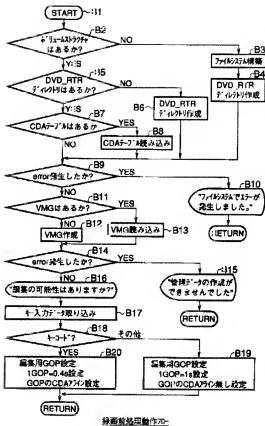 START
B2
ボリュームストラクチャ
はあるか?
NO
B3
ファイルシステム構築
B4
ディレクトリ作成
DVD_RTR
ディレクトリはあるか?
NO
B6
DVD_RTR
ディレクトリ作成
B7
CDAテーブルはあるか
YES
B8
CDAテーブル読み込み
NO
B9
error発生したか?
YES
B10
"ファイルシステムでエラーが
発生しました。"
NO
B11
VMGはあるか?
YES
NO
B12
VMG作成
B13
VMG読み込み
B14
error発生したか?
YES
"管理データの作成が
できませんでした"
RETURN
NO
B16
"編集の可能性はありますか?"
B17
キー入力データ取り込み
B18
キーコード?
その他
YES
B20
編集用GOP設定
1GOP=0.4s設定
GOPのCDAアライン設定
B19
編集用GOP設定
1GOP=1s設定
GOPのCDAアライン無し設定
RETURN
録画前処理動作フロー